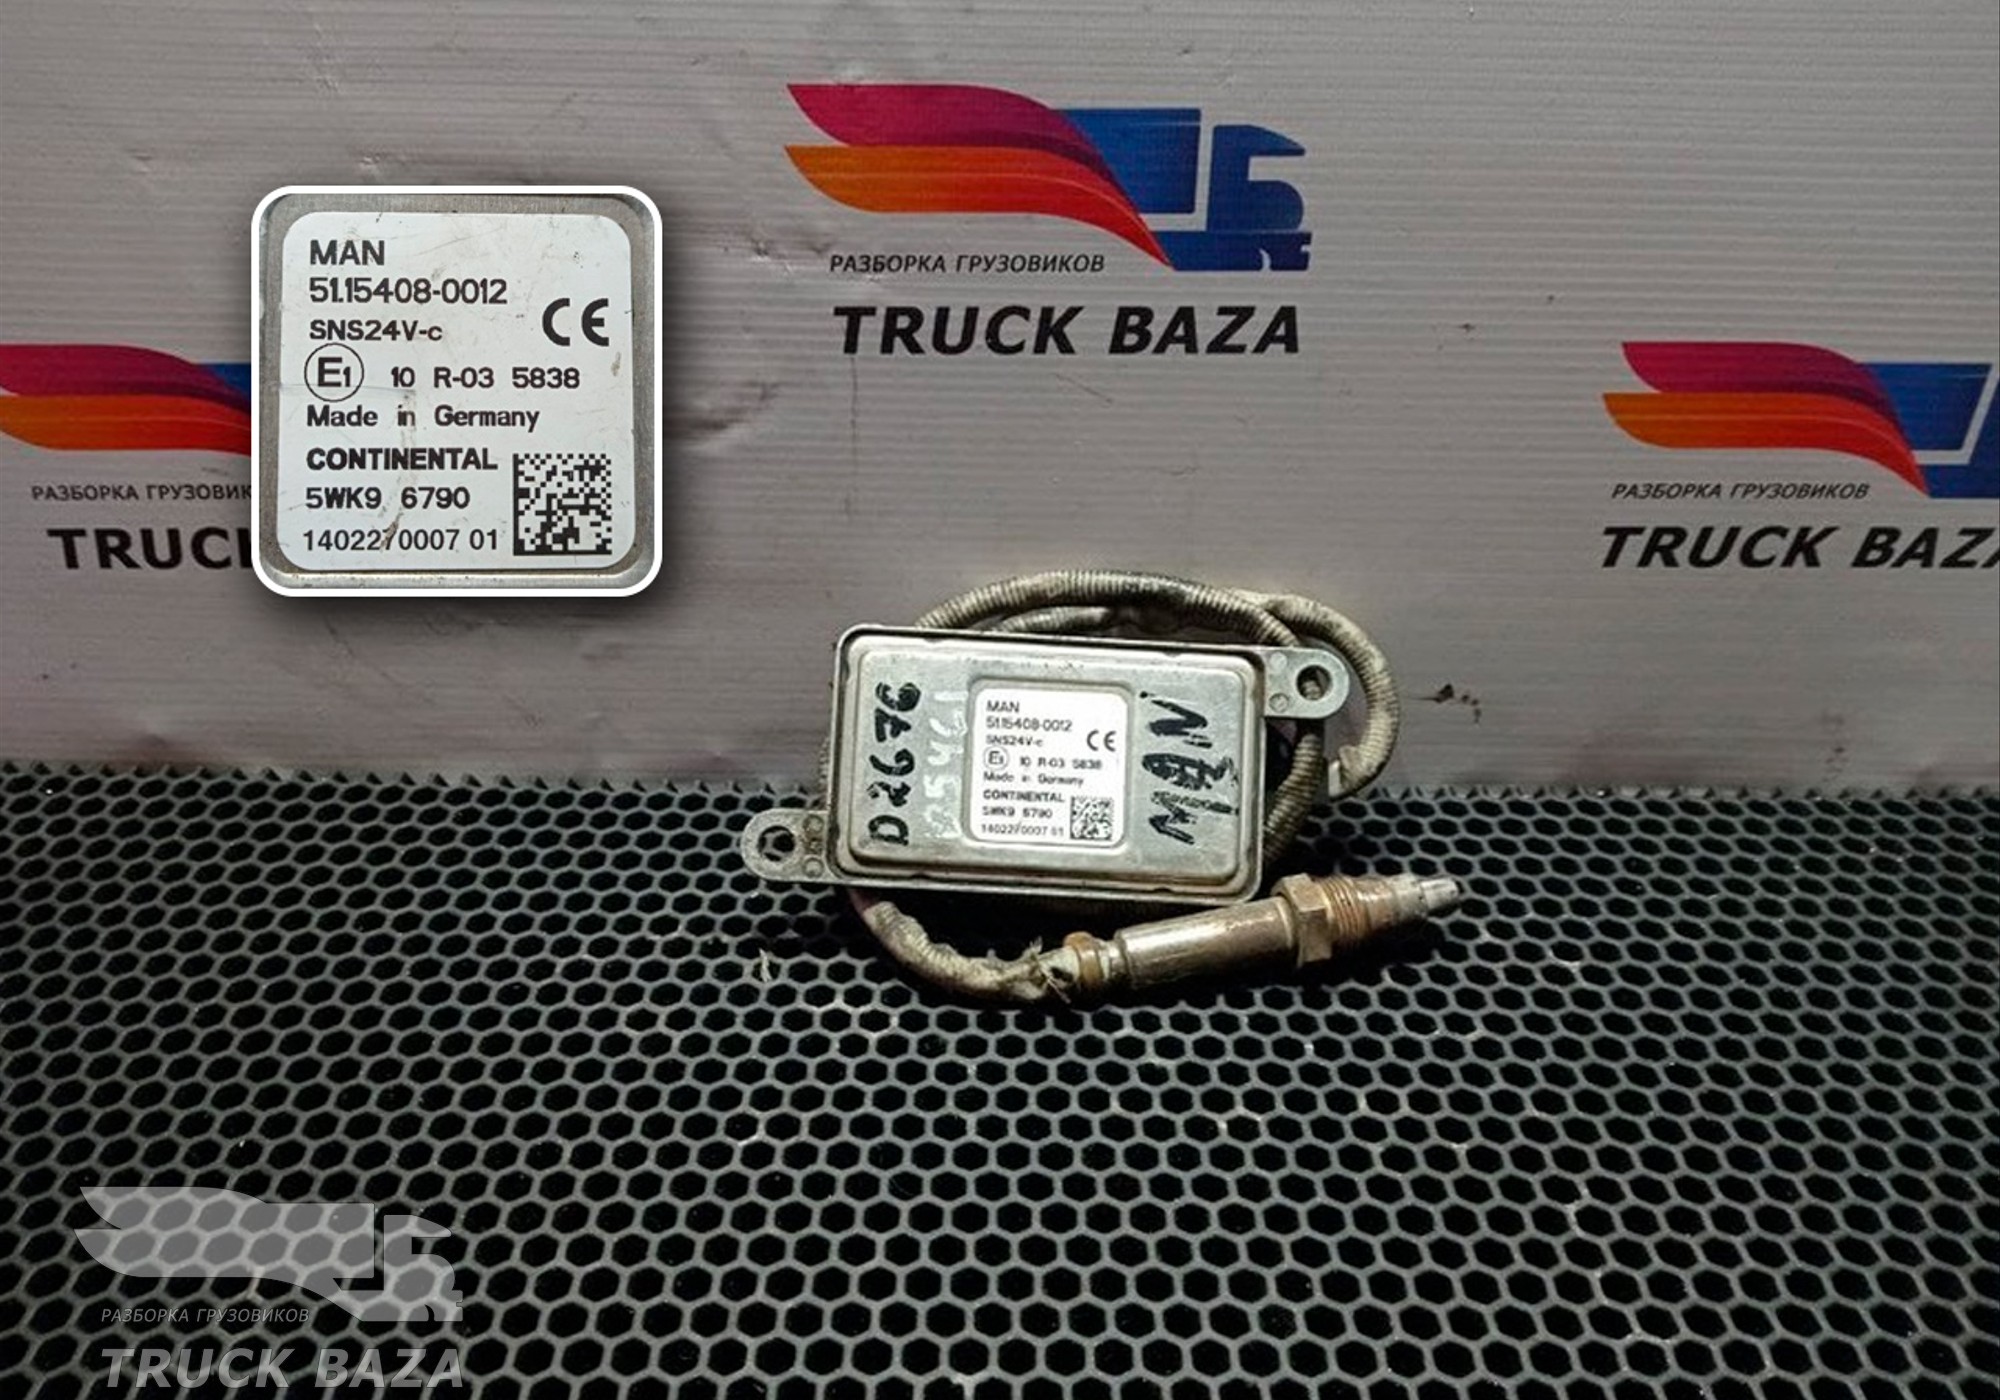 РАЗБОРКА ГРУЗОВИКОВ
TRUCK BAZA
MAN
51.15408-0012
SNS24V-c
CE
E1 10 R-03 5838
Made in Germany
CONTINENTAL
5WK9 6790
1402270007 01
РАЗБОРКА
TRUCK BAZA
РАЗБОРКА ГРУЗОВИКОВ
D2676
MAN
51.15408-0012
SNS24V-c
CE
E1 10 R-03 5838
Made in Germany
CONTINENTAL
5WK9 6790
1402270007 01
MAN
РАЗБОРКА ГРУЗОВИКОВ
TRUCK BAZA